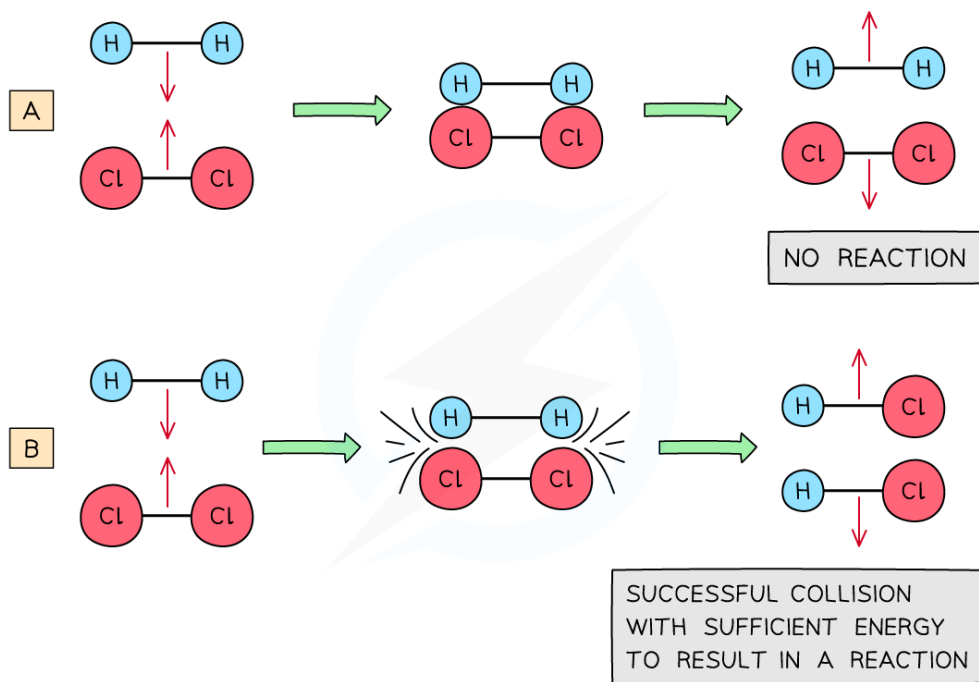 H H
A
Cl Cl
H H
Cl Cl
H H
Cl Cl
NO REACTION
H H
B
Cl Cl
H H
Cl Cl
H Cl
H Cl
SUCCESSFUL COLLISION
WITH SUFFICIENT ENERGY
TO RESULT IN A REACTION